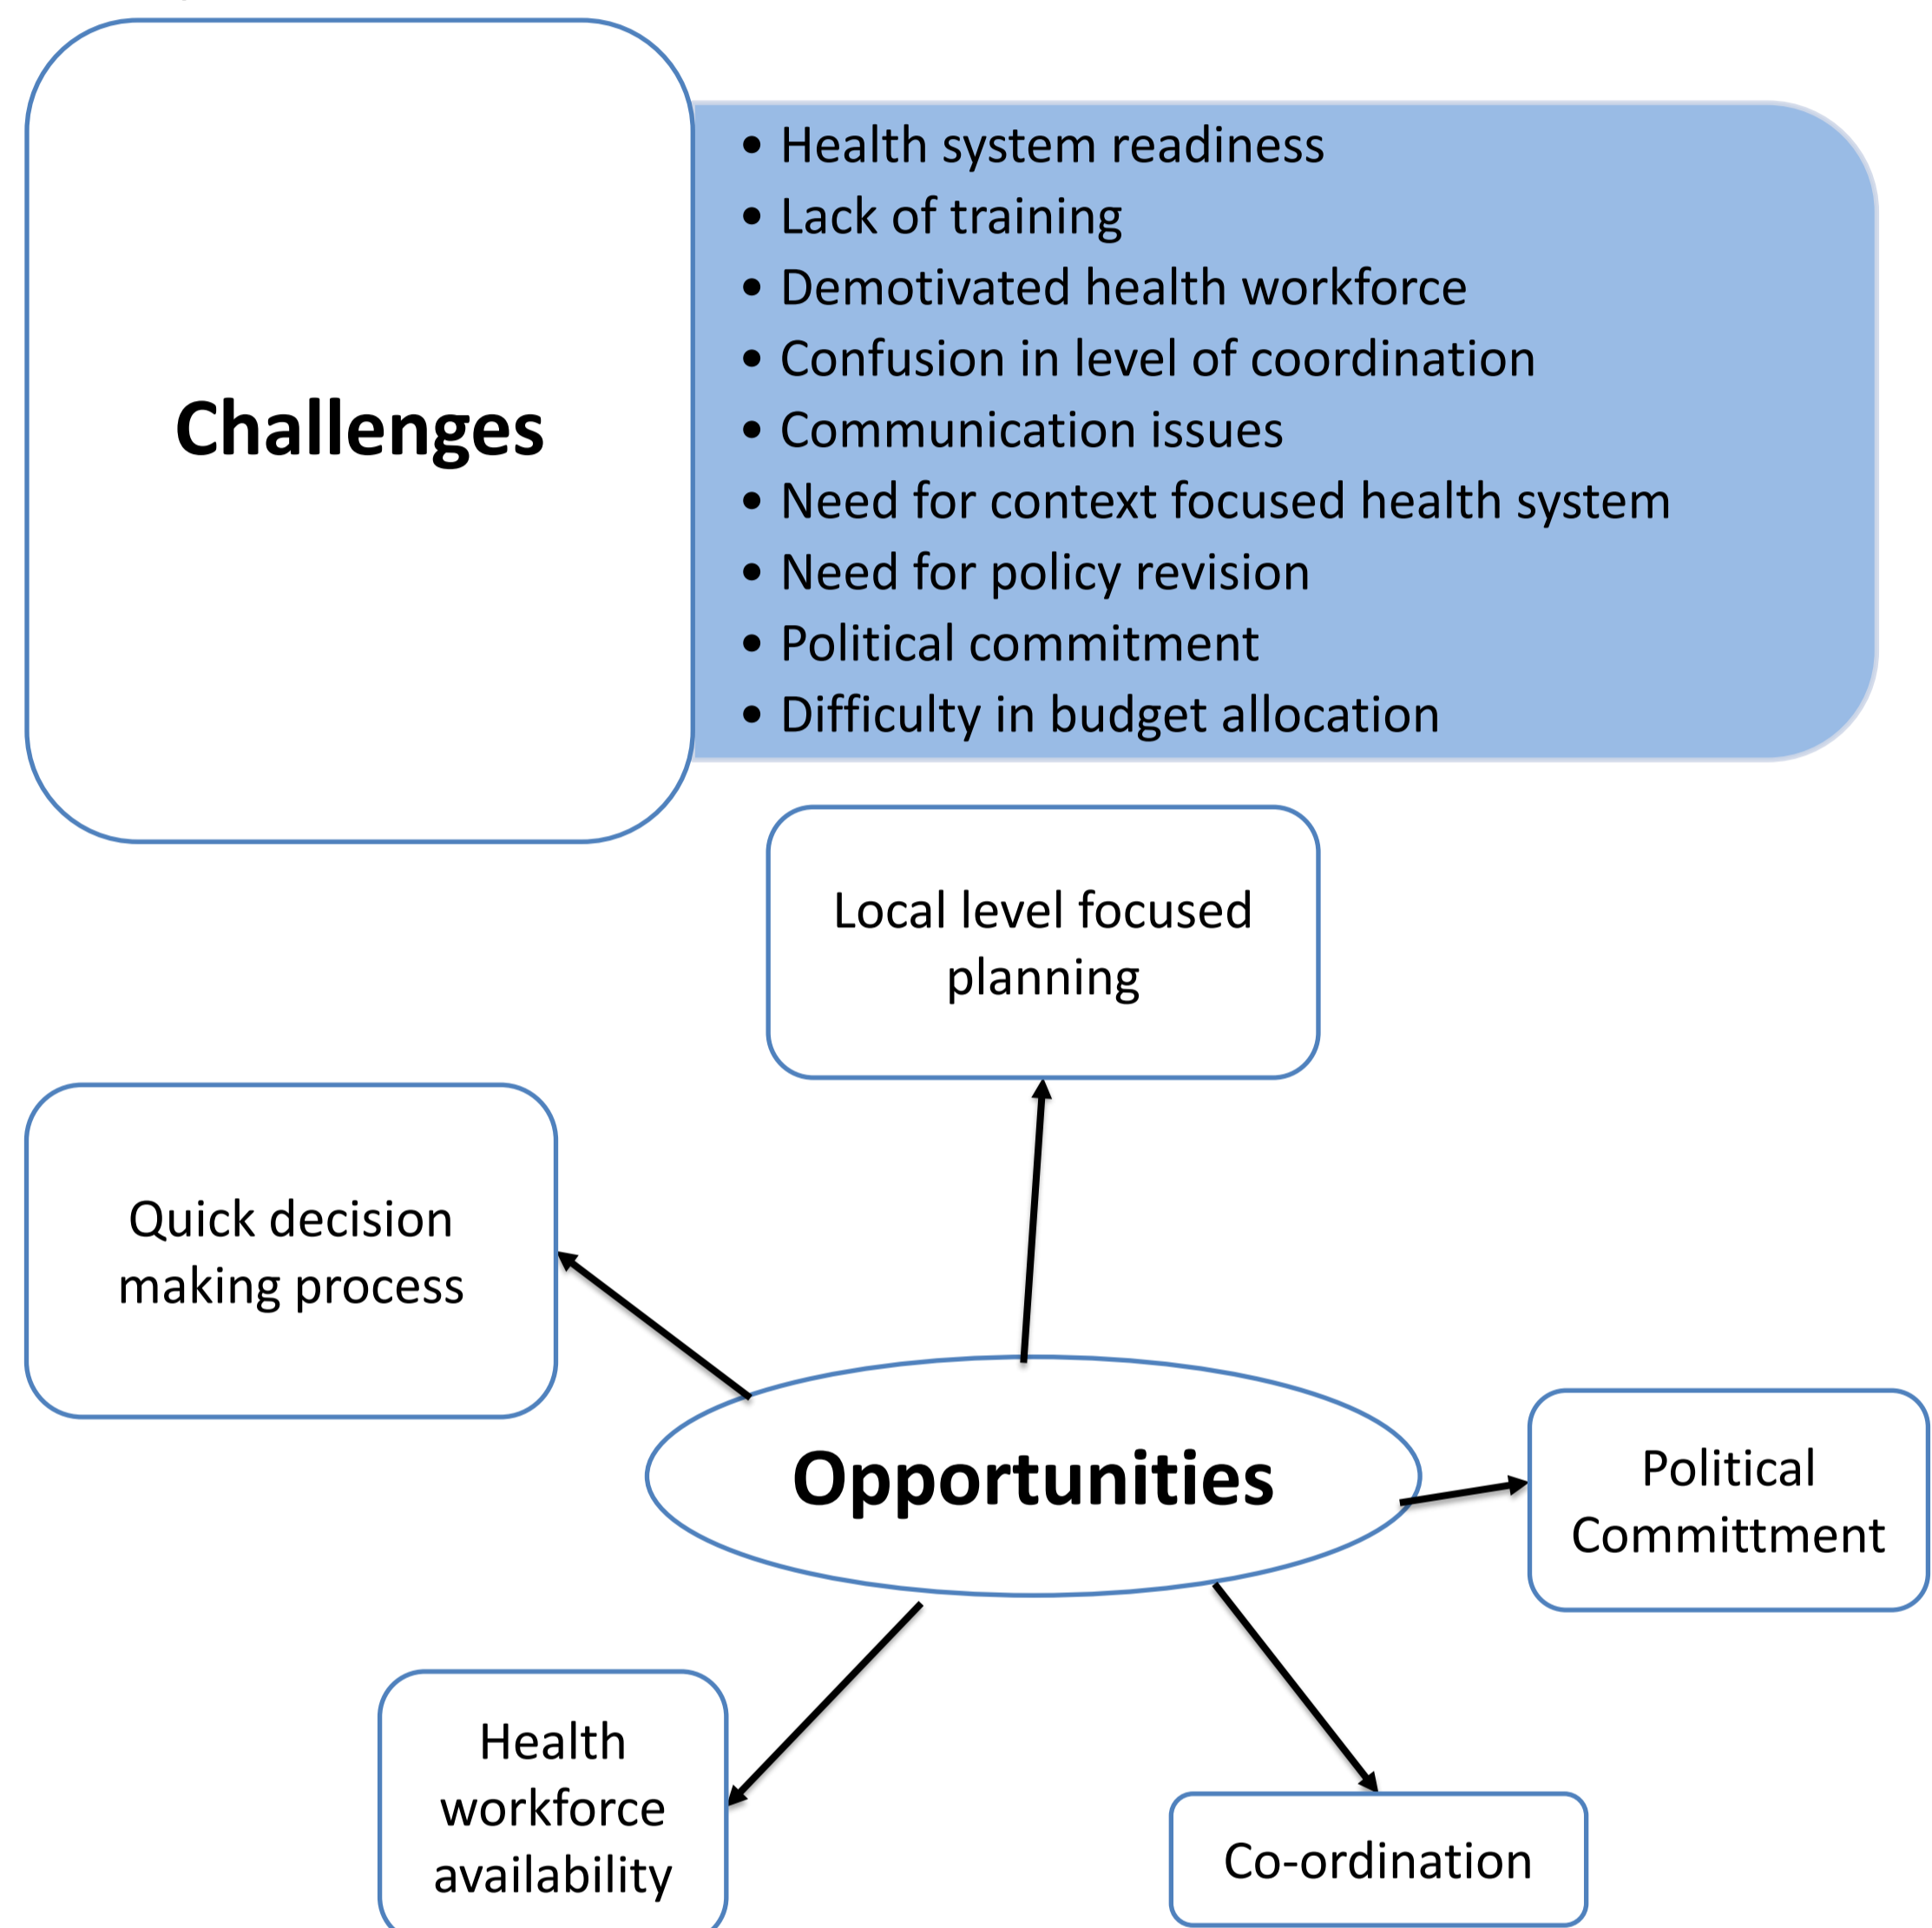 Challenges
• Health system readiness
• Lack of training
• Demotivated health workforce
• Confusion in level of coordination
• Communication issues
• Need for context focused health system
• Need for policy revision
• Political commitment
• Difficulty in budget allocation
Local level focused
planning
Quick decision
making process
Opportunities
Political
Committment
Health
workforce
availability
Co-ordination